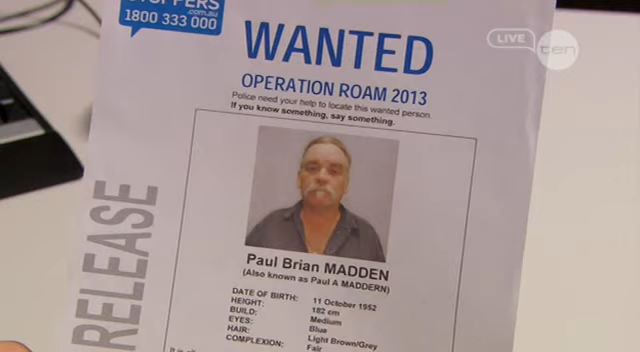 STOPPERS
.com.au
1800 333 000
WANTED
LIVE
ten
OPERATION ROAM 2013
Police need your help to locate this wanted person.
If you know something, say something.
RELEASE
Paul Brian MADDEN
(Also known as Paul A MADDERN)
DATE OF BIRTH: 11 October 1952
HEIGHT: 182 cm
BUILD: Medium
EYES: Blue
HAIR: Light Brown/Grey
COMPLEXION: Fair